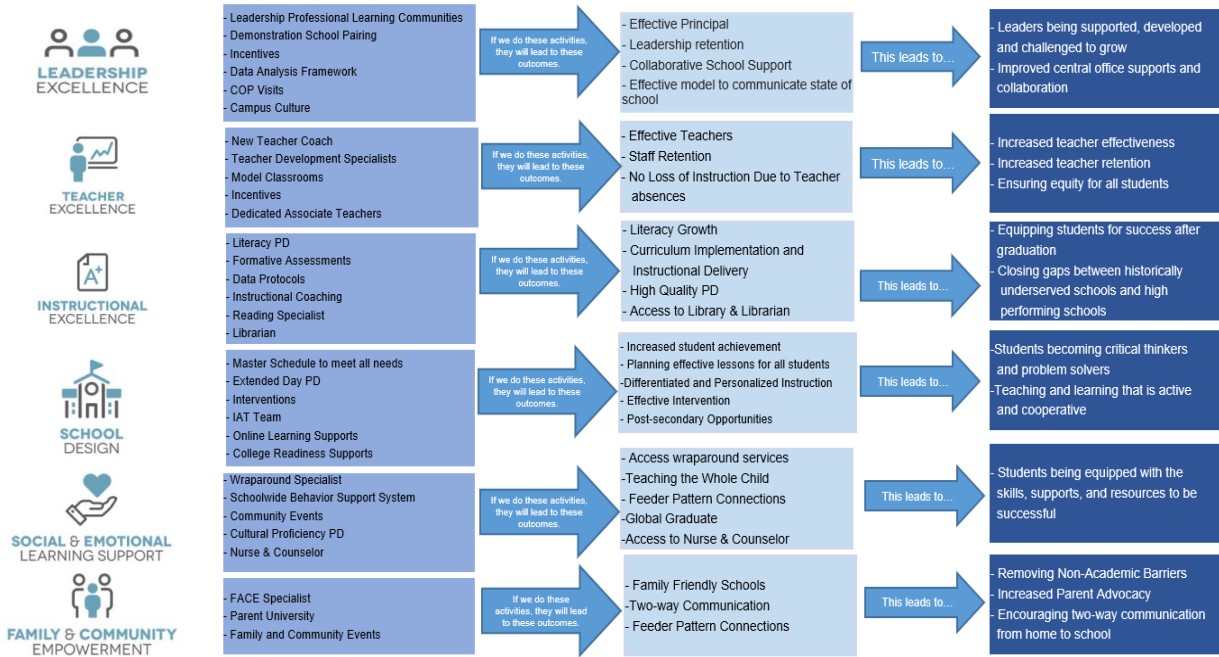 LEADERSHIP
EXCELLENCE
- Leadership Professional Learning Communities
- Demonstration School Pairing
- Incentives
- Data Analysis Framework
- COP Visits
- Campus Culture
If we do these activities,
they will lead to these
outcomes.
- Effective Principal
- Leadership retention
- Collaborative School Support
- Effective model to communicate state of
school
This leads to...
- Leaders being supported, developed
and challenged to grow
- Improved central office supports and
collaboration
TEACHER
EXCELLENCE
- New Teacher Coach
- Teacher Development Specialists
- Model Classrooms
- Incentives
- Dedicated Associate Teachers
If we do these activities,
they will lead to these
outcomes.
- Effective Teachers
- Staff Retention
- No Loss of Instruction Due to Teacher
absences
This leads to...
- Increased teacher effectiveness
- Increased teacher retention
- Ensuring equity for all students
A+
INSTRUCTIONAL
EXCELLENCE
- Literacy PD
- Formative Assessments
- Data Protocols
- Instructional Coaching
- Reading Specialist
- Librarian
If we do these activities,
they will lead to these
outcomes.
- Literacy Growth
- Curriculum Implementation and
Instructional Delivery
- High Quality PD
- Access to Library & Librarian
This leads to...
- Equipping students for success after
graduation
- Closing gaps between historically
underserved schools and high
performing schools
SCHOOL
DESIGN
- Master Schedule to meet all needs
- Extended Day PD
- Interventions
- IAT Team
- Online Learning Supports
- College Readiness Supports
If we do these activities,
they will lead to these
outcomes.
- Increased student achievement
- Planning effective lessons for all students
-Differentiated and Personalized Instruction
- Effective Intervention
- Post-secondary Opportunities
This leads to...
-Students becoming critical thinkers
and problem solvers
-Teaching and learning that is active
and cooperative
SOCIAL & EMOTIONAL
LEARNING SUPPORT
- Wraparound Specialist
- Schoolwide Behavior Support System
- Community Events
- Cultural Proficiency PD
- Nurse & Counselor
If we do these activities,
they will lead to these
outcomes.
- Access wraparound services
-Teaching the Whole Child
- Feeder Pattern Connections
-Global Graduate
-Access to Nurse & Counselor
This leads to...
- Students being equipped with the
skills, supports, and resources to be
successful
FAMILY & COMMUNITY
EMPOWERMENT
- FACE Specialist
- Parent University
- Family and Community Events
If we do these
activities, they will lead
to these outcomes.
- Family Friendly Schools
-Two-way Communication
- Feeder Pattern Connections
This leads to...
- Removing Non-Academic Barriers
- Increased Parent Advocacy
- Encouraging two-way communication
from home to school